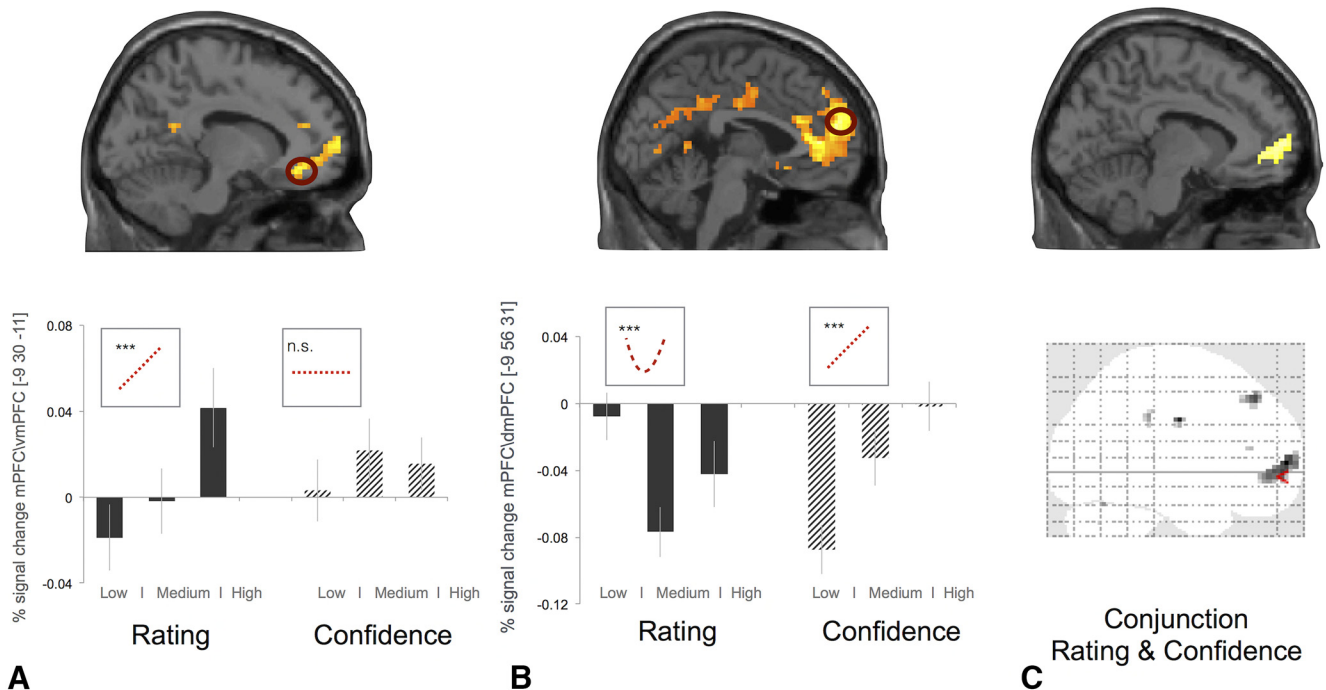 % signal change mPFC\vmPFC [-9 30 -11]
0.08
0.04
0
-0.04
***
n.s.
Low I Medium I High
Low I Medium I High
Rating
Confidence
A
% signal change mPFC\dmPFC [-9 56 31]
0.04
0
-0.04
-0.08
-0.12
***
***
Low I Medium I High
Low I Medium I High
Rating
Confidence
B
Conjunction
Rating & Confidence
C